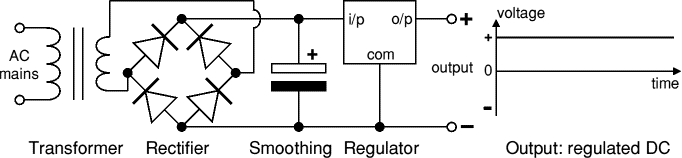 AC
mains
i/p o/p
com
+
+
output
−
voltage
+
0
-
time
Transformer
Rectifier
Smoothing
Regulator
Output: regulated DC